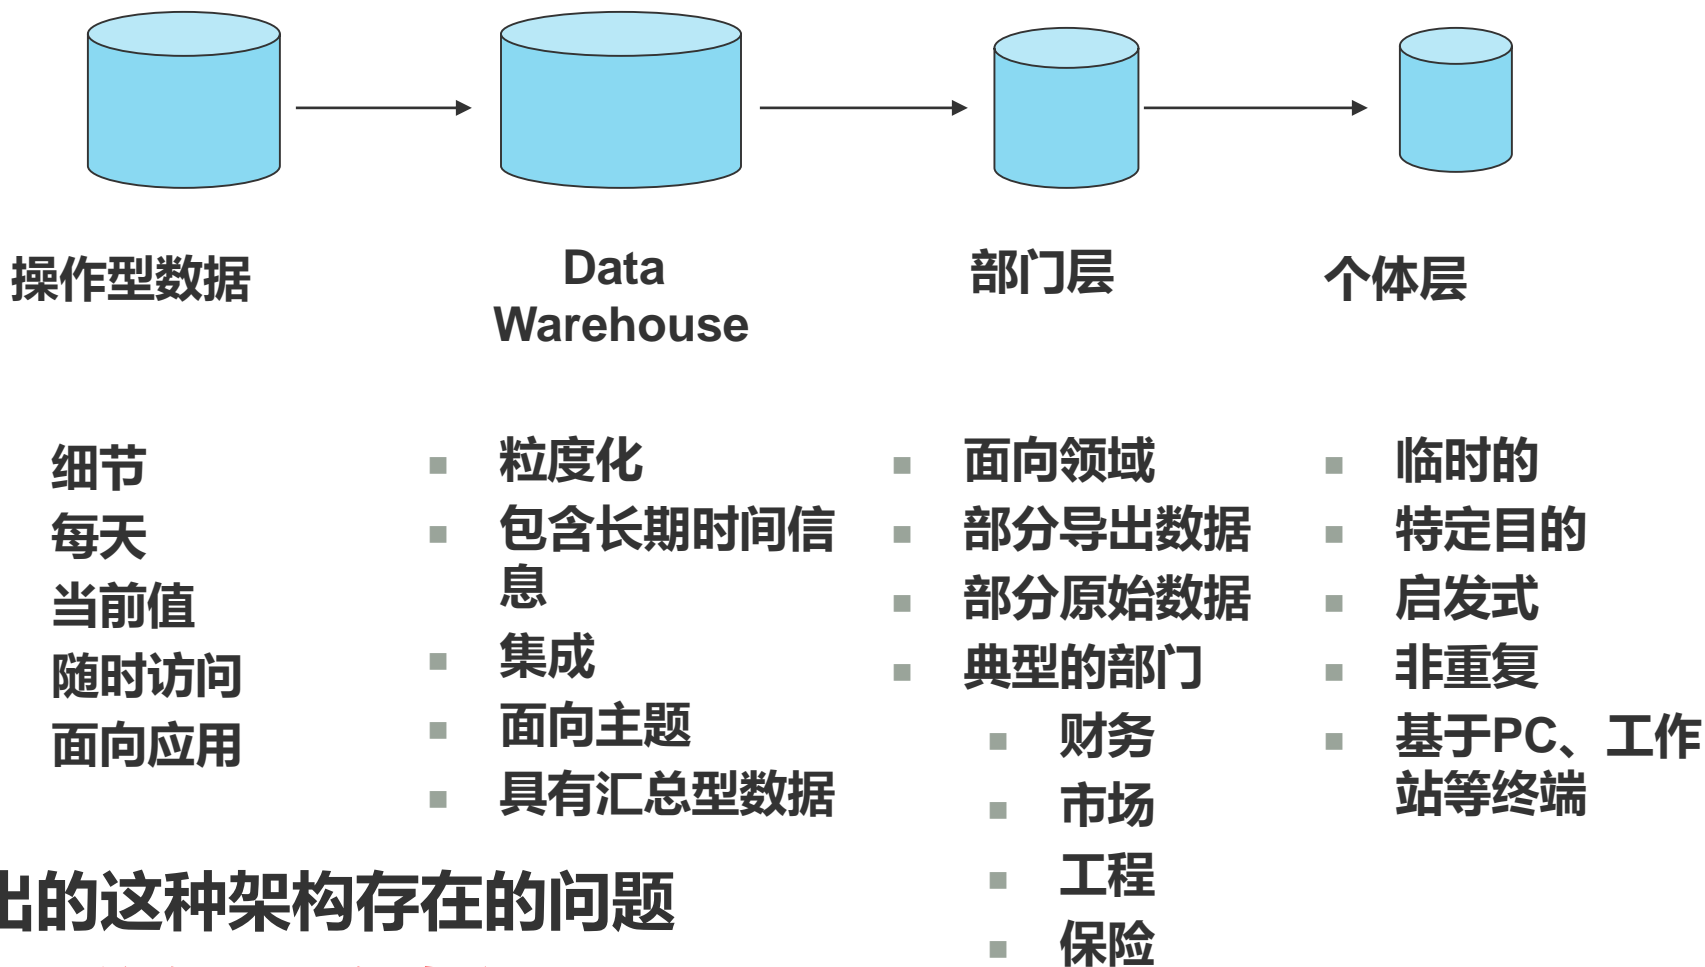 操作型数据
Data
Warehouse
部门层
个体层
细节
每天
当前值
随时访问
面向应用
粒度化
包含长期时间信
息
集成
面向主题
具有汇总型数据
面向领域
部分导出数据
部分原始数据
典型的部门
财务
市场
工程
保险
临时的
特定目的
启发式
非重复
基于PC、工作
站等终端
出的这种架构存在的问题